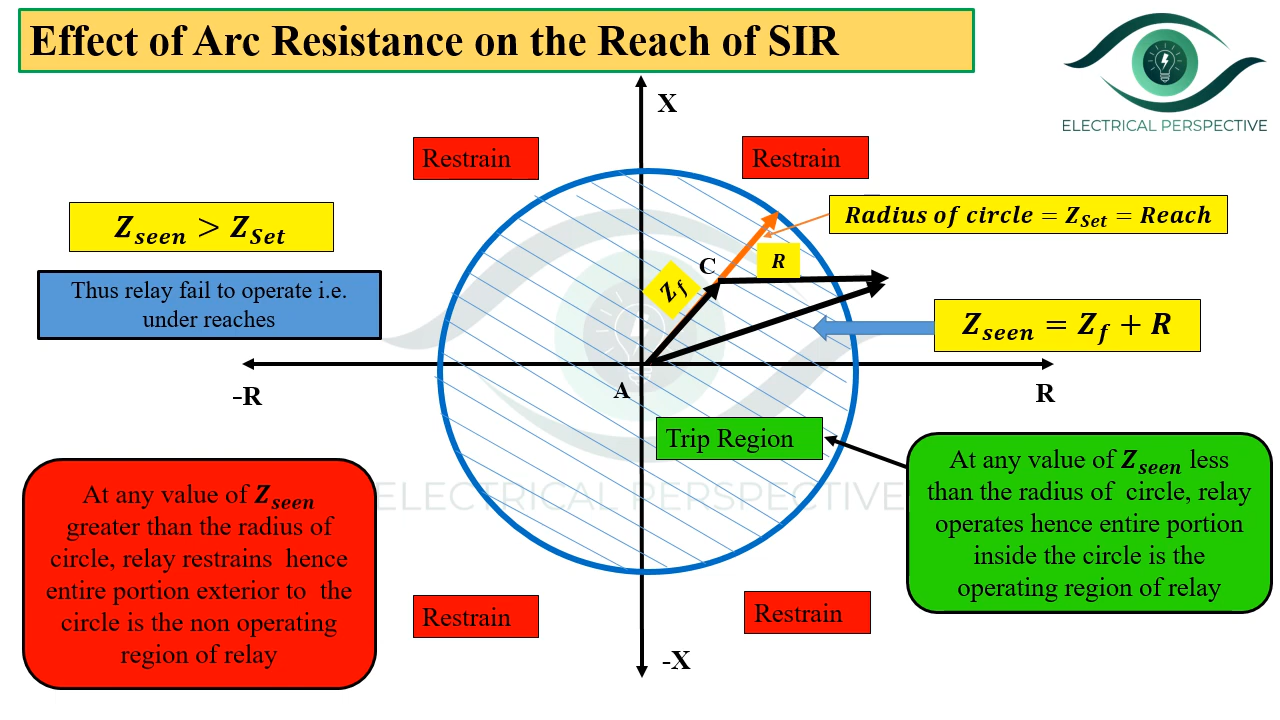 Effect of Arc Resistance on the Reach of SIR
ELECTRICAL PERSPECTIVE
X
Restrain
Restrain
Z_seen > Z_Set
Radius of circle = Z_Set = Reach
C
R
Z_f
Thus relay fail to operate i.e.
under reaches
Z_seen = Z_f + R
-R
A
R
Trip Region
At any value of Z_seen
greater than the radius of
circle, relay restrains hence
entire portion exterior to the
circle is the non operating
region of relay
ELECTRICAL PERSPECTIVE
At any value of Z_seen less
than the radius of circle, relay
operates hence entire portion
inside the circle is the
operating region of relay
Restrain
Restrain
-X